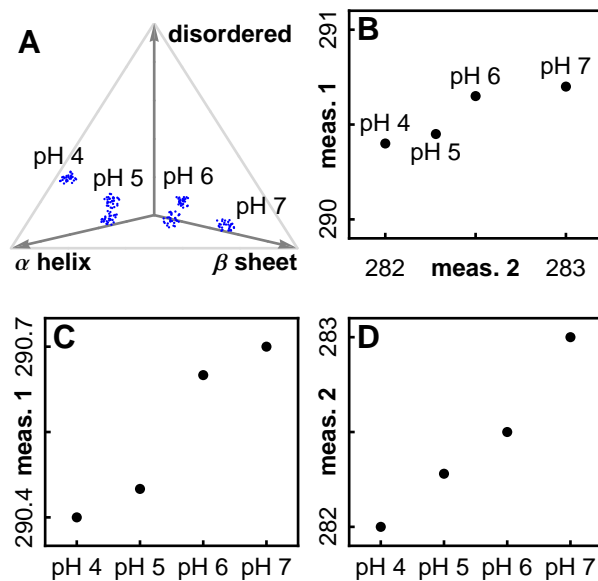 A
disordered
pH 4
pH 5
pH 6
pH 7
α helix
β sheet
B
291
meas. 1
290
pH 4
pH 5
pH 6
pH 7
282
meas. 2
283
C
290.7
meas. 1
290.4
pH 4 pH 5 pH 6 pH 7
D
283
meas. 2
282
pH 4 pH 5 pH 6 pH 7